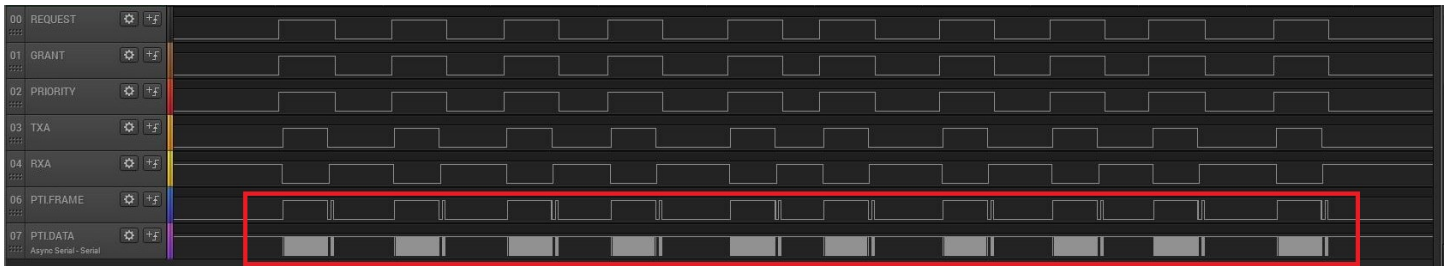 00 REQUEST
01 GRANT
02 PRIORITY
03 TXA
04 RXA
06 PTI.FRAME
07 PTI.DATA
Async Serial - Serial